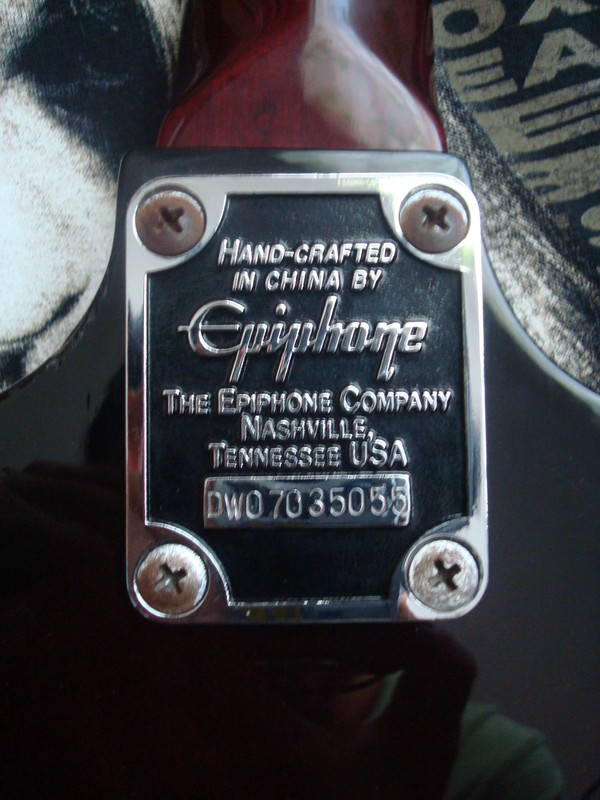 HAND-CRAFTED
IN CHINA BY
Epiphone
THE EPIPHONE COMPANY
NASHVILLE,
TENNESSEE USA
DW07035055